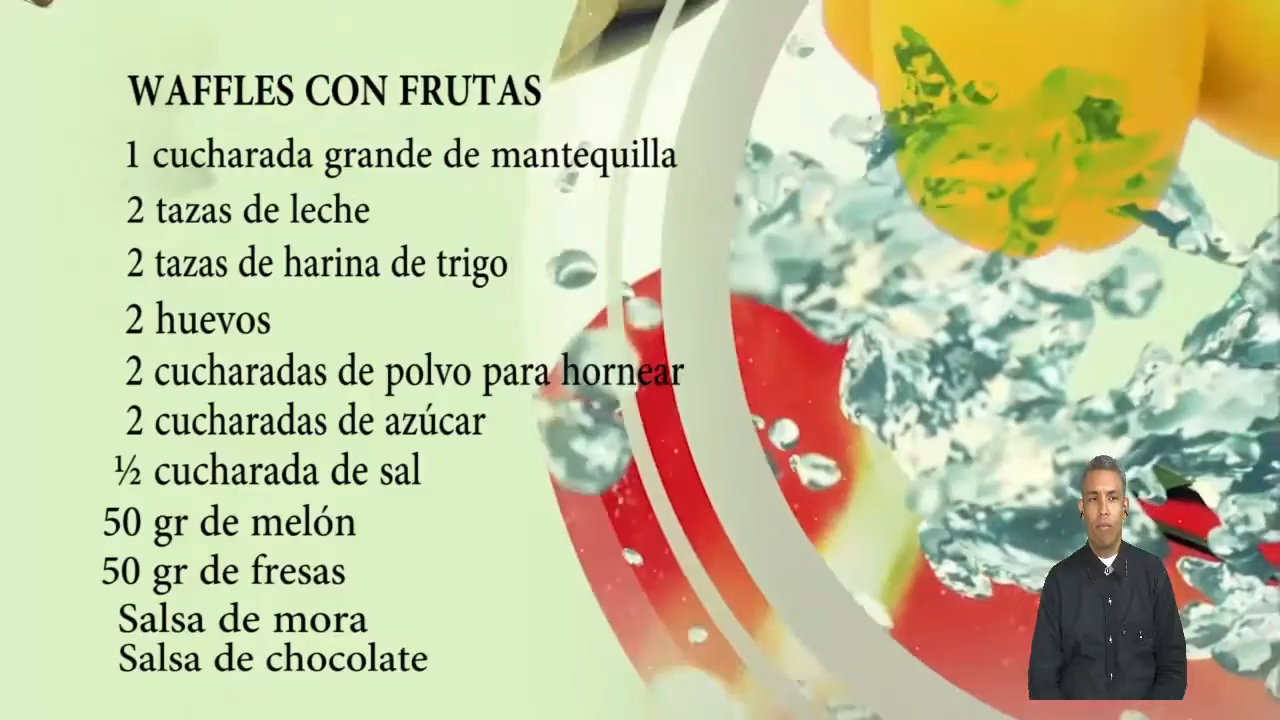 WAFFLES CON FRUTAS
1 cucharada grande de mantequilla
2 tazas de leche
2 tazas de harina de trigo
2 huevos
2 cucharadas de polvo para hornear
2 cucharadas de azúcar
½ cucharada de sal
50 gr de melón
50 gr de fresas
Salsa de mora
Salsa de chocolate